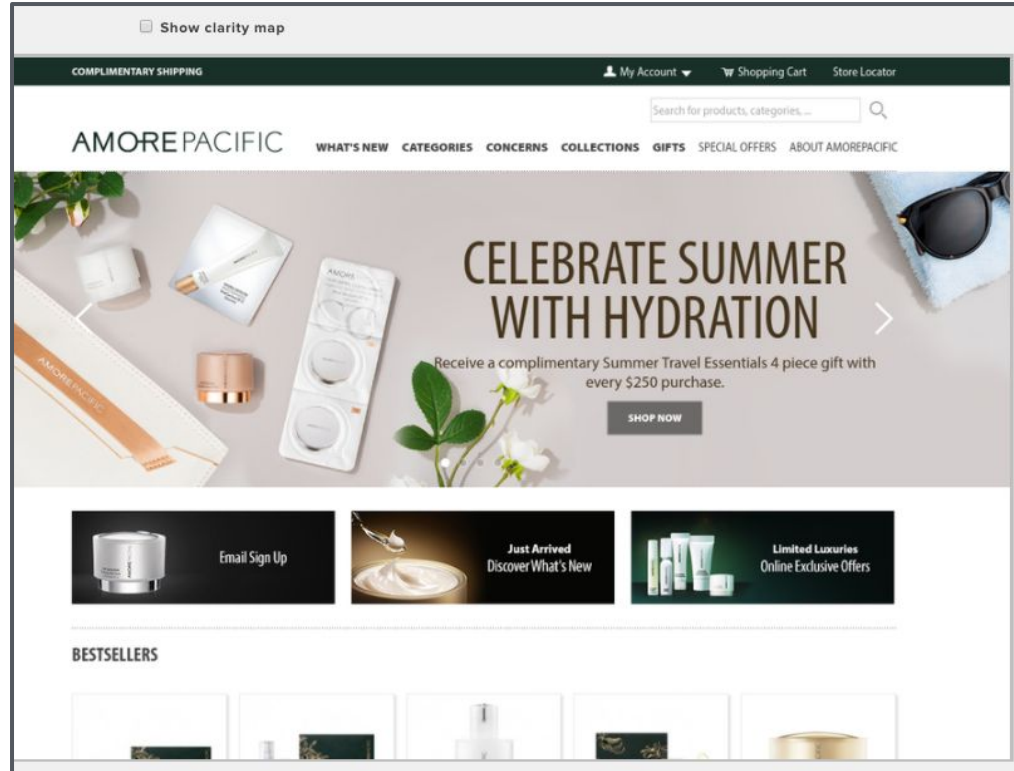 Show clarity map
COMPLIMENTARY SHIPPING
My Account
Shopping Cart
Store Locator
Search for products, categories, ...
AMOREPACIFIC
WHAT'S NEW CATEGORIES CONCERNS COLLECTIONS GIFTS SPECIAL OFFERS ABOUT AMOREPACIFIC
CELEBRATE SUMMER
WITH HYDRATION
Receive a complimentary Summer Travel Essentials 4 piece gift with
every $250 purchase.
SHOP NOW
AMOREPACIFIC
Email Sign Up
Just Arrived
Discover What's New
Limited Luxuries
Online Exclusive Offers
BESTSELLERS